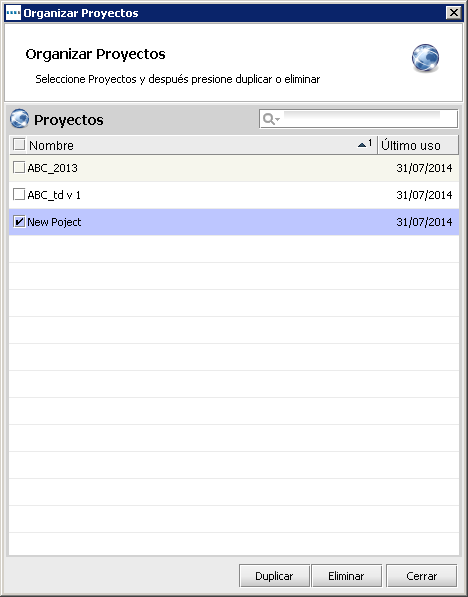 Organizar Proyectos
Organizar Proyectos
Seleccione Proyectos y después presione duplicar o eliminar
Proyectos
Nombre 1 Último uso
ABC_2013 31/07/2014
ABC_td v 1 31/07/2014
New Poject 31/07/2014
Duplicar Eliminar Cerrar